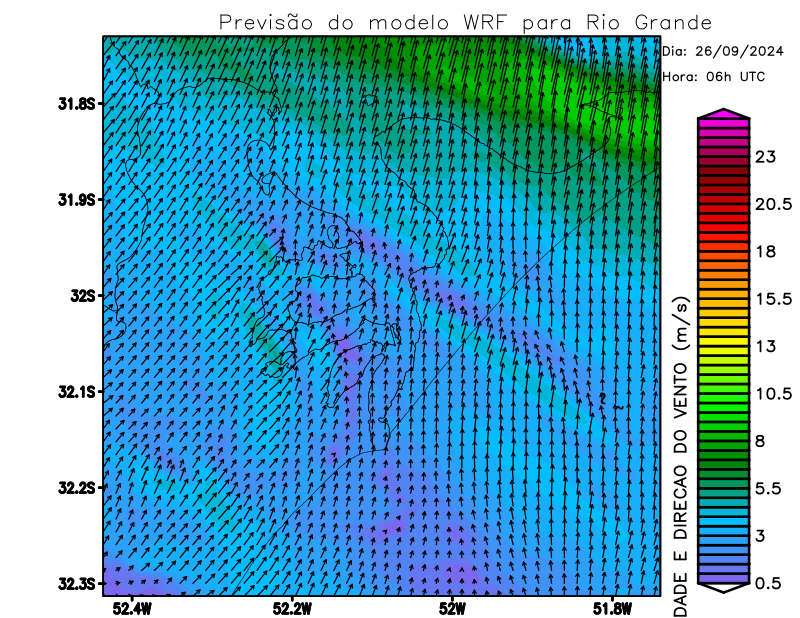 Previsão do modelo WRF para Rio Grande
Dia: 26/09/2024
Hora: 06h UTC
31.8S
31.9S
32S
32.1S
32.2S
32.3S
52.4W
52.2W
52W
51.8W
23
20.5
18
15.5
13
10.5
8
5.5
3
0.5
DADE E DIRECAO DO VENTO (m/s)